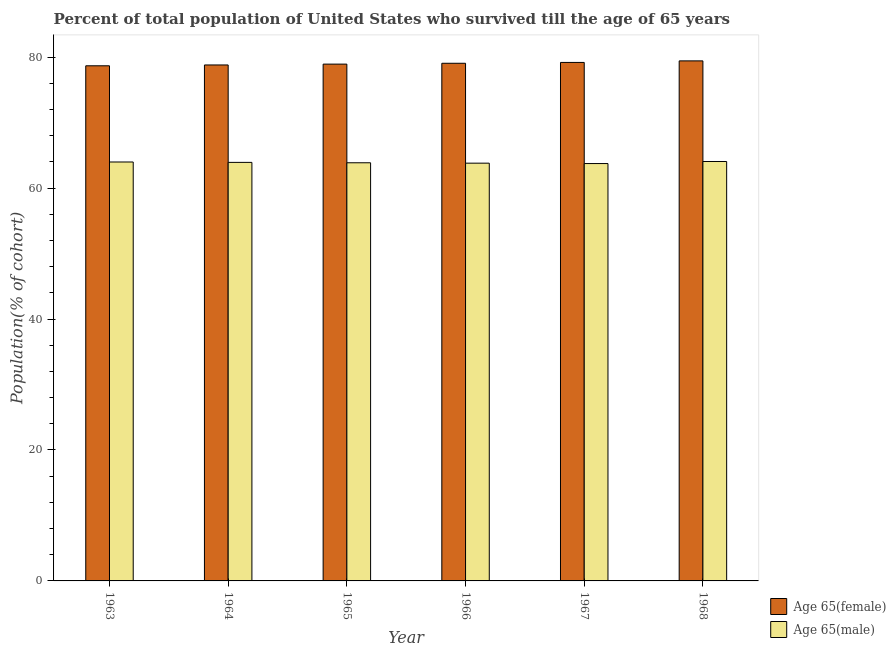 Percent of total population of United States who survived till the age of 65 years
Population(% of cohort)
80
60
40
20
0
1963
1964
1965
1966
1967
1968
Year
Age 65(female)
Age 65(male)